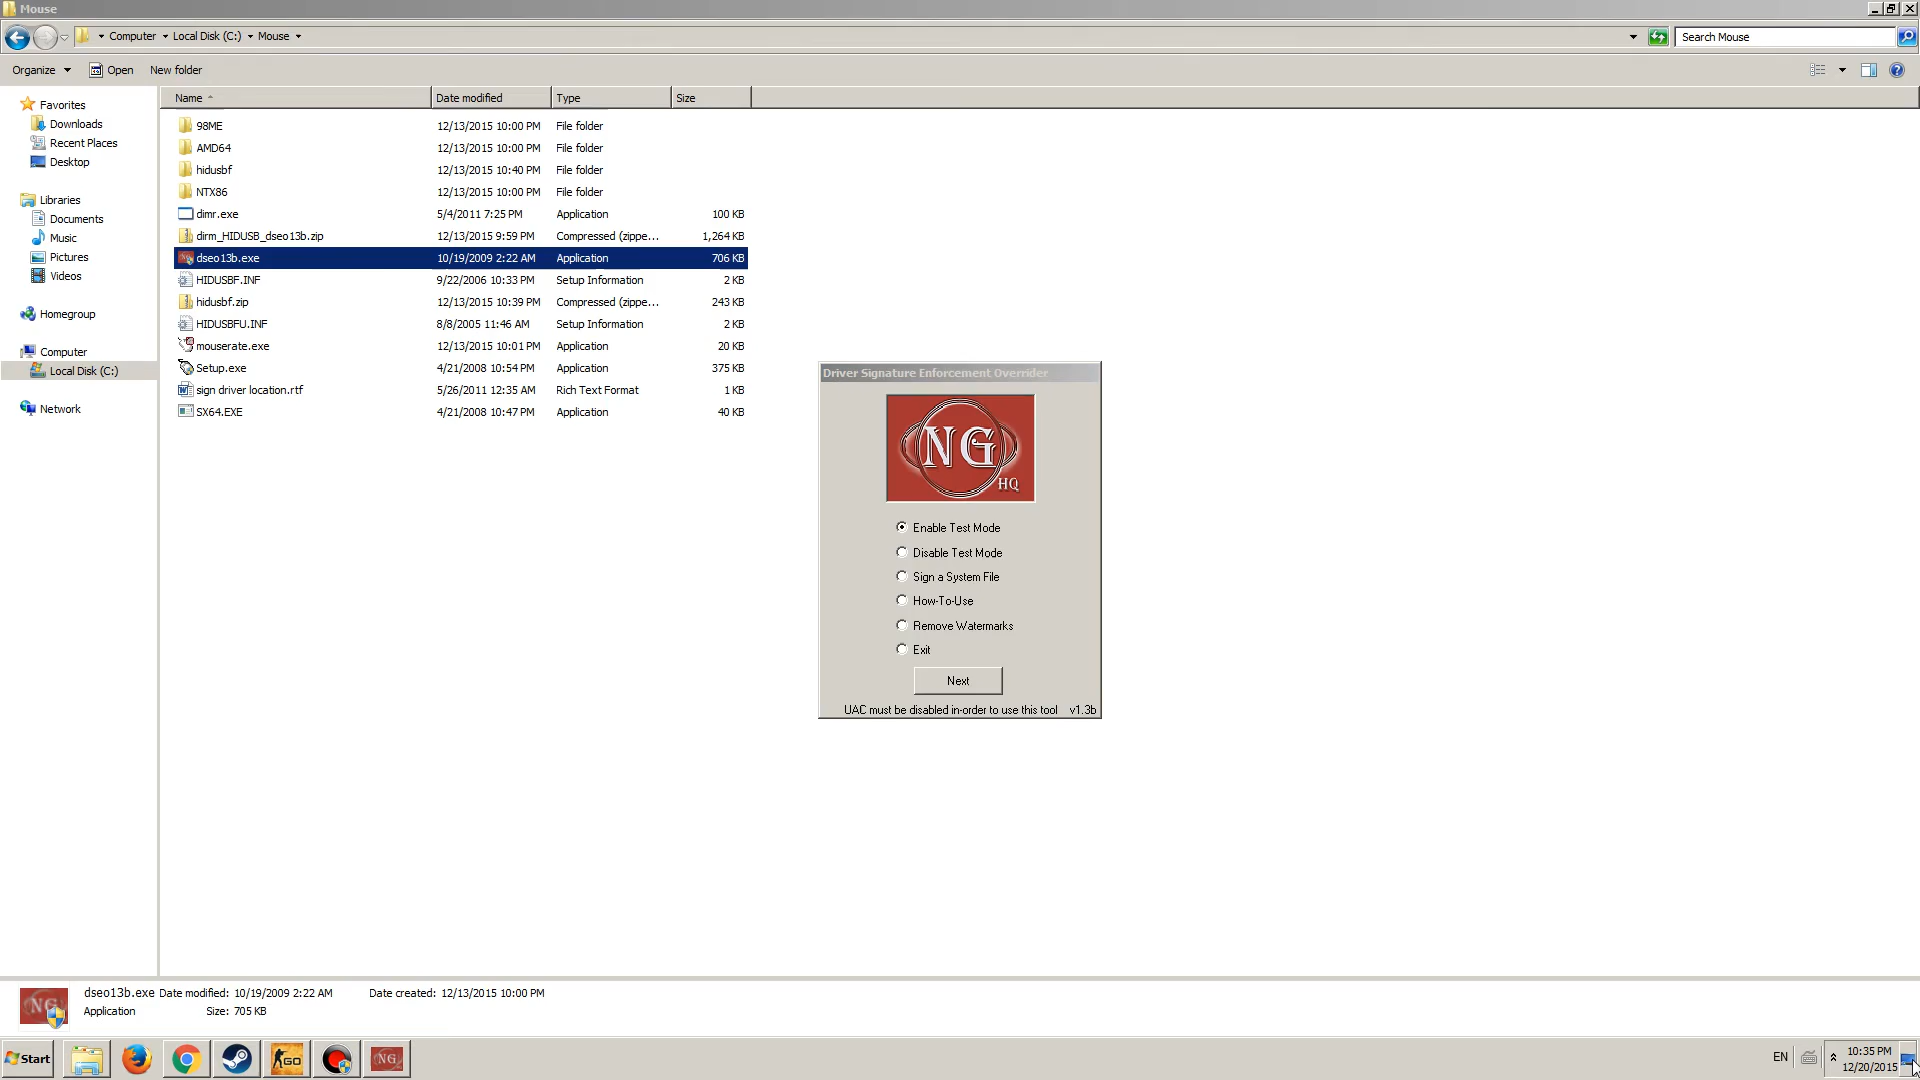 Mouse
Computer Local Disk (C:) Mouse
Search Mouse
Organize Open New folder
Name Date modified Type Size
Favorites
Downloads
Recent Places
Desktop
Libraries
Documents
Music
Pictures
Videos
Homegroup
Computer
Local Disk (C:)
Network
98ME 12/13/2015 10:00 PM File folder
AMD64 12/13/2015 10:00 PM File folder
hidusbf 12/13/2015 10:40 PM File folder
NTX86 12/13/2015 10:00 PM File folder
dimr.exe 5/4/2011 7:25 PM Application 100 KB
dirm_HIDUSB_dseo13b.zip 12/13/2015 9:59 PM Compressed (zippe... 1,264 KB
dseo13b.exe 10/19/2009 2:22 AM Application 706 KB
HIDUSBF.INF 9/22/2006 10:33 PM Setup Information 2 KB
hidusbf.zip 12/13/2015 10:39 PM Compressed (zippe... 243 KB
HIDUSBFU.INF 8/8/2005 11:46 AM Setup Information 2 KB
mouserate.exe 12/13/2015 10:01 PM Application 20 KB
Setup.exe 4/21/2008 10:54 PM Application 375 KB
sign driver location.rtf 5/26/2011 12:35 AM Rich Text Format 1 KB
SX64.EXE 4/21/2008 10:47 PM Application 40 KB
Driver Signature Enforcement Overrider
NG
HQ
Enable Test Mode
Disable Test Mode
Sign a System File
How-To-Use
Remove Watermarks
Exit
Next
UAC must be disabled in-order to use this tool v1.3b
NG
dseo13b.exe Date modified: 10/19/2009 2:22 AM Date created: 12/13/2015 10:00 PM
Application Size: 705 KB
Start
GO
NG
EN
10:35 PM
12/20/2015